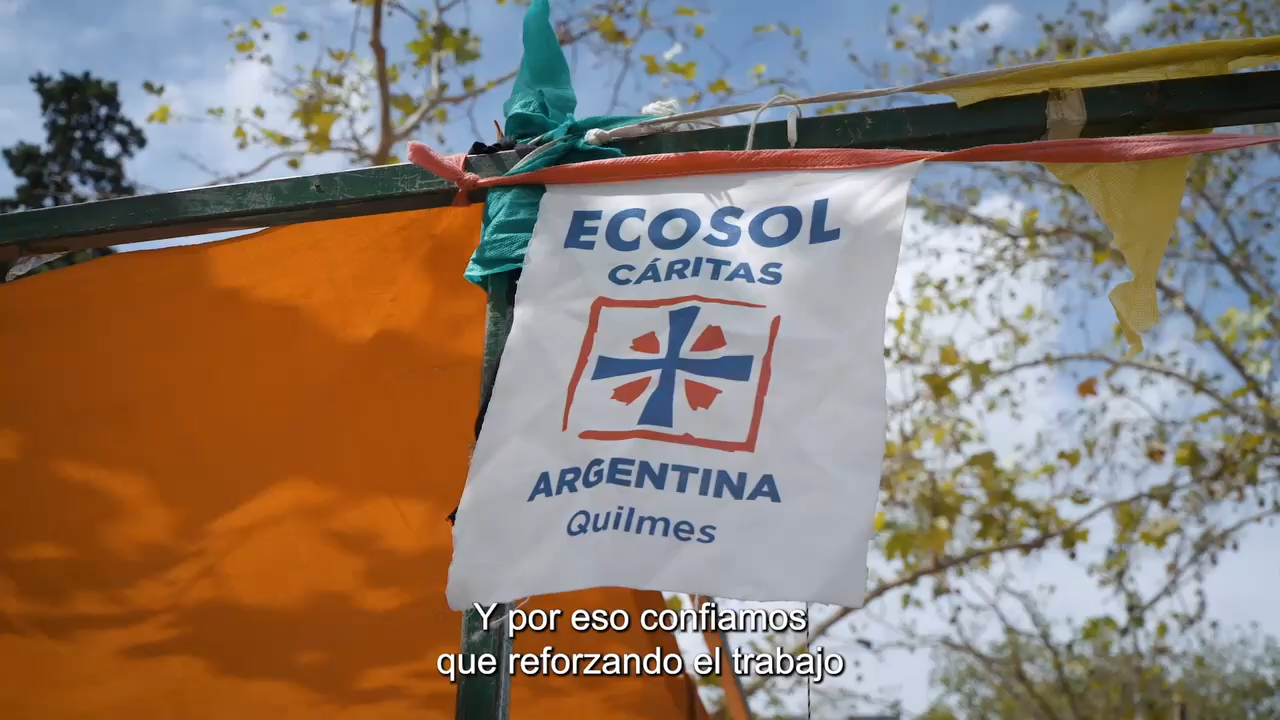 ECOSOL
CÁRITAS
ARGENTINA
Quilmes
Y por eso confiamos
que reforzando el trabajo